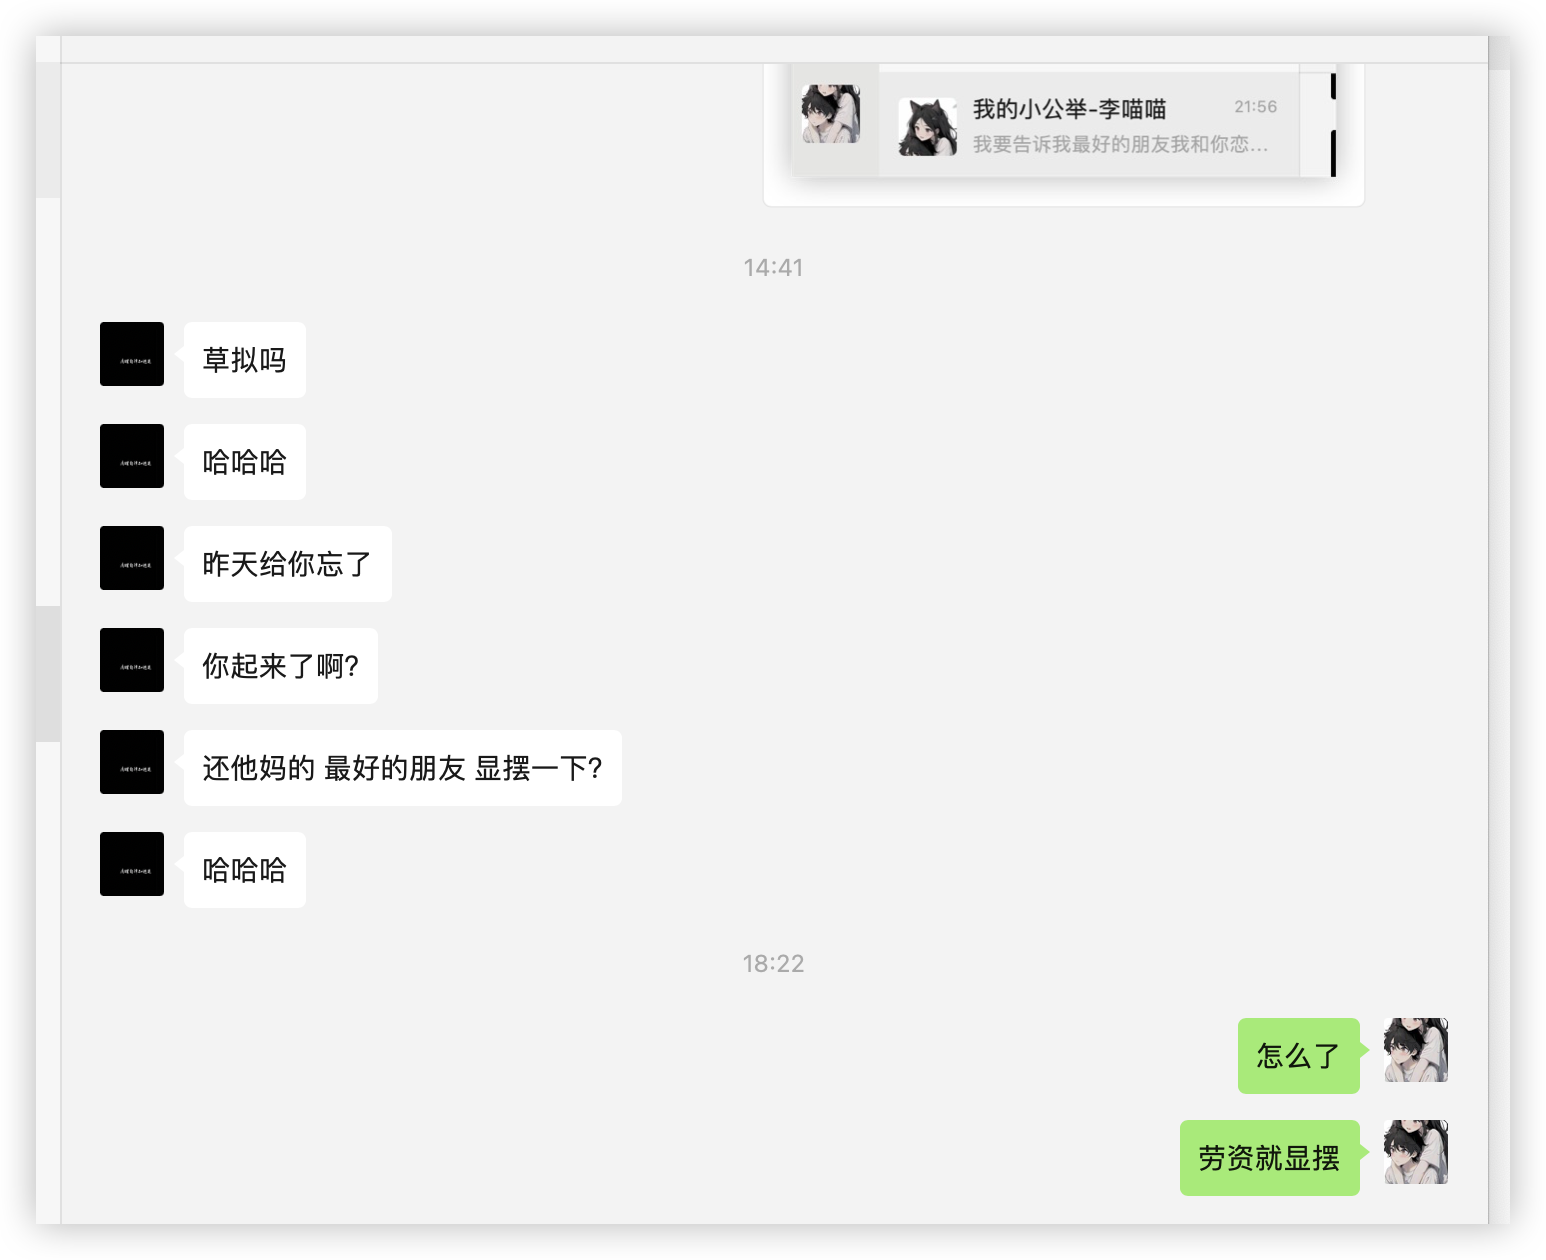 我的小公举-李喵喵
21:56
我要告诉我最好的朋友我和你恋...
14:41
草拟吗
哈哈哈
昨天给你忘了
你起来了啊?
还他妈的 最好的朋友 显摆一下?
哈哈哈
18:22
怎么了
劳资就显摆